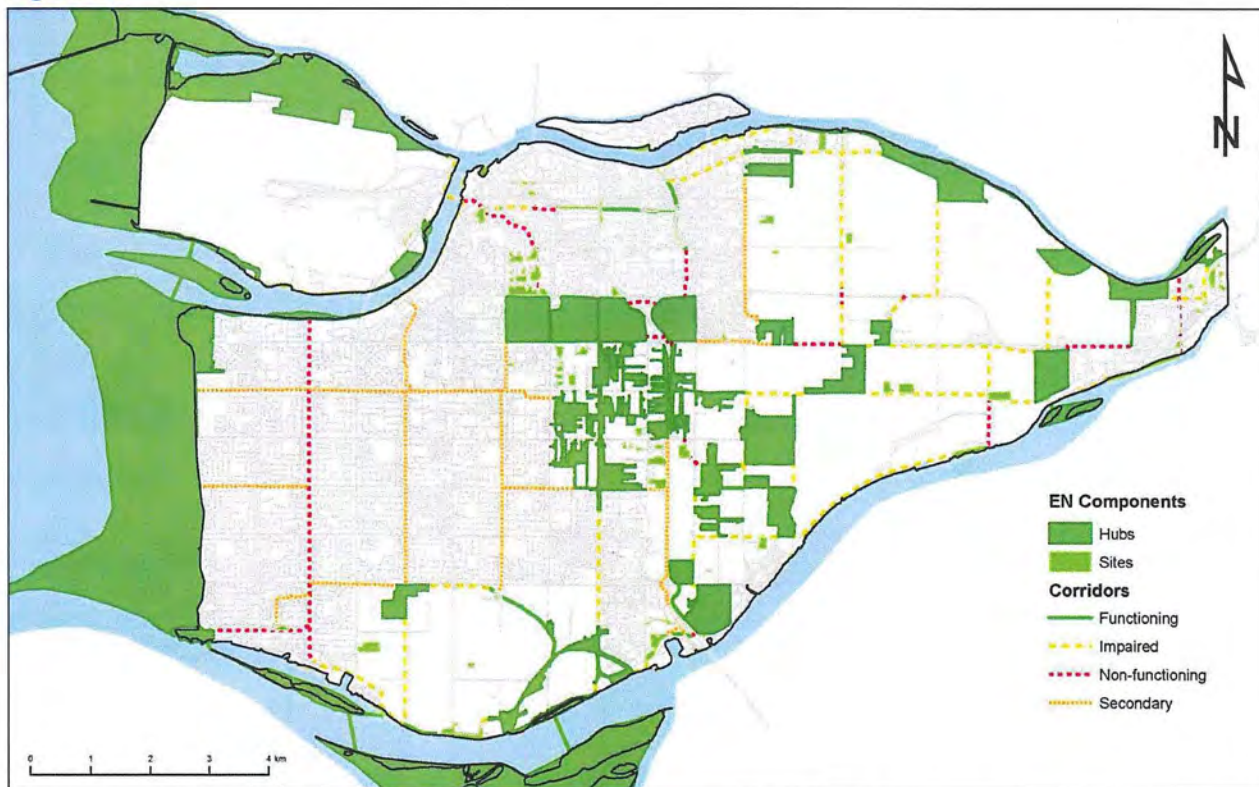 N
EN Components
Hubs
Sites
Corridors
Functioning
Impaired
Non-functioning
Secondary
0 1 2 3 4 km